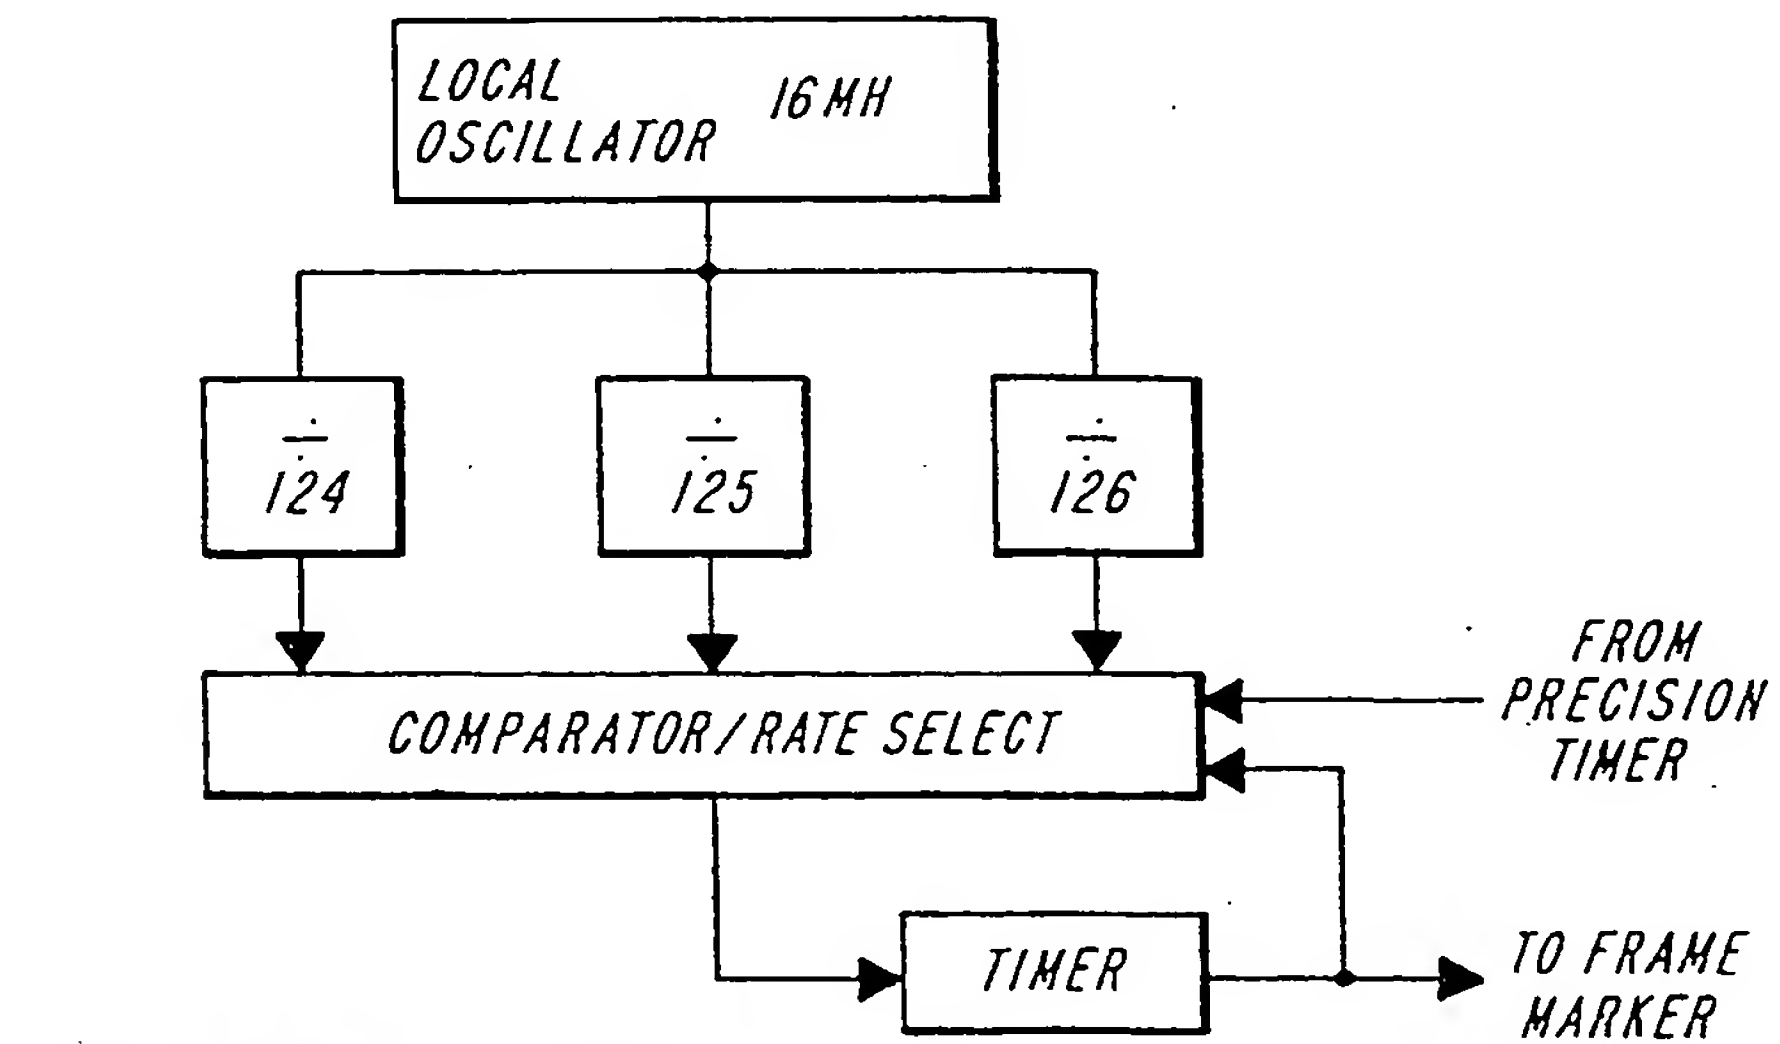 LOCAL
OSCILLATOR
16MH
÷
124
÷
125
÷
126
COMPARATOR/RATE SELECT
FROM
PRECISION
TIMER
TIMER
TO FRAME
MARKER